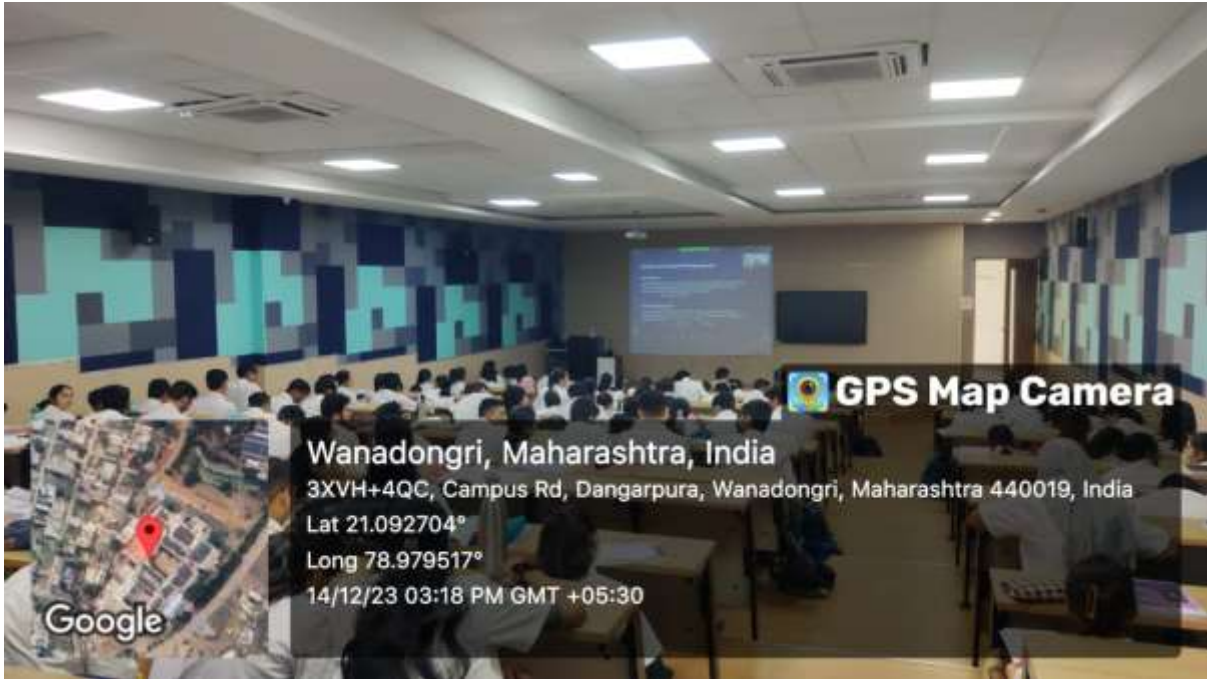 GPS Map Camera
Wanadongri, Maharashtra, India
3XVH+4QC, Campus Rd, Dangarpura, Wanadongri, Maharashtra 440019, India
Lat 21.092704°
Long 78.979517°
14/12/23 03:18 PM GMT +05:30
Google